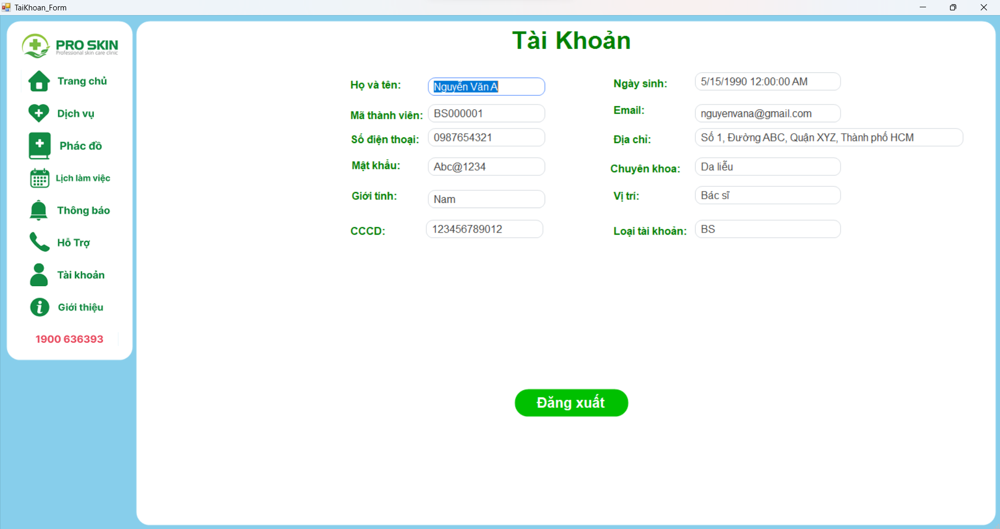 TaiKhoan_Form
PRO SKIN
Professional skin care clinic
Trang chủ
Dịch vụ
Phác đồ
Lịch làm việc
Thông báo
Hỗ Trợ
Tài khoản
Giới thiệu
1900 636393
Tài Khoản
Họ và tên: Nguyễn Văn A
Ngày sinh: 5/15/1990 12:00:00 AM
Mã thành viên: BS000001
Email: nguyenvana@gmail.com
Số điện thoại: 0987654321
Địa chỉ: Số 1, Đường ABC, Quận XYZ, Thành phố HCM
Mật khẩu: Abc@1234
Chuyên khoa: Da liễu
Giới tính: Nam
Vị trí: Bác sĩ
CCCD: 123456789012
Loại tài khoản: BS
Đăng xuất